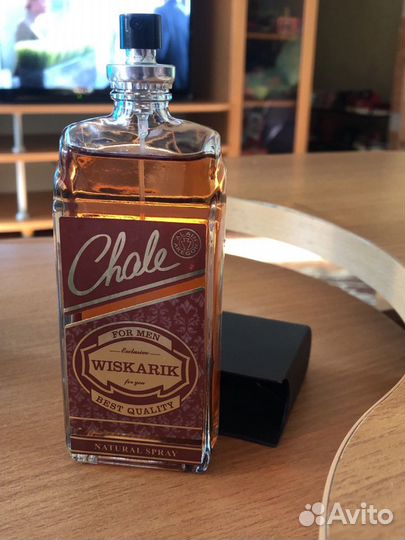 Chale
FOR MEN
Exclusive
WISKARIK
for you
BEST QUALITY
NATURAL SPRAY
Avito